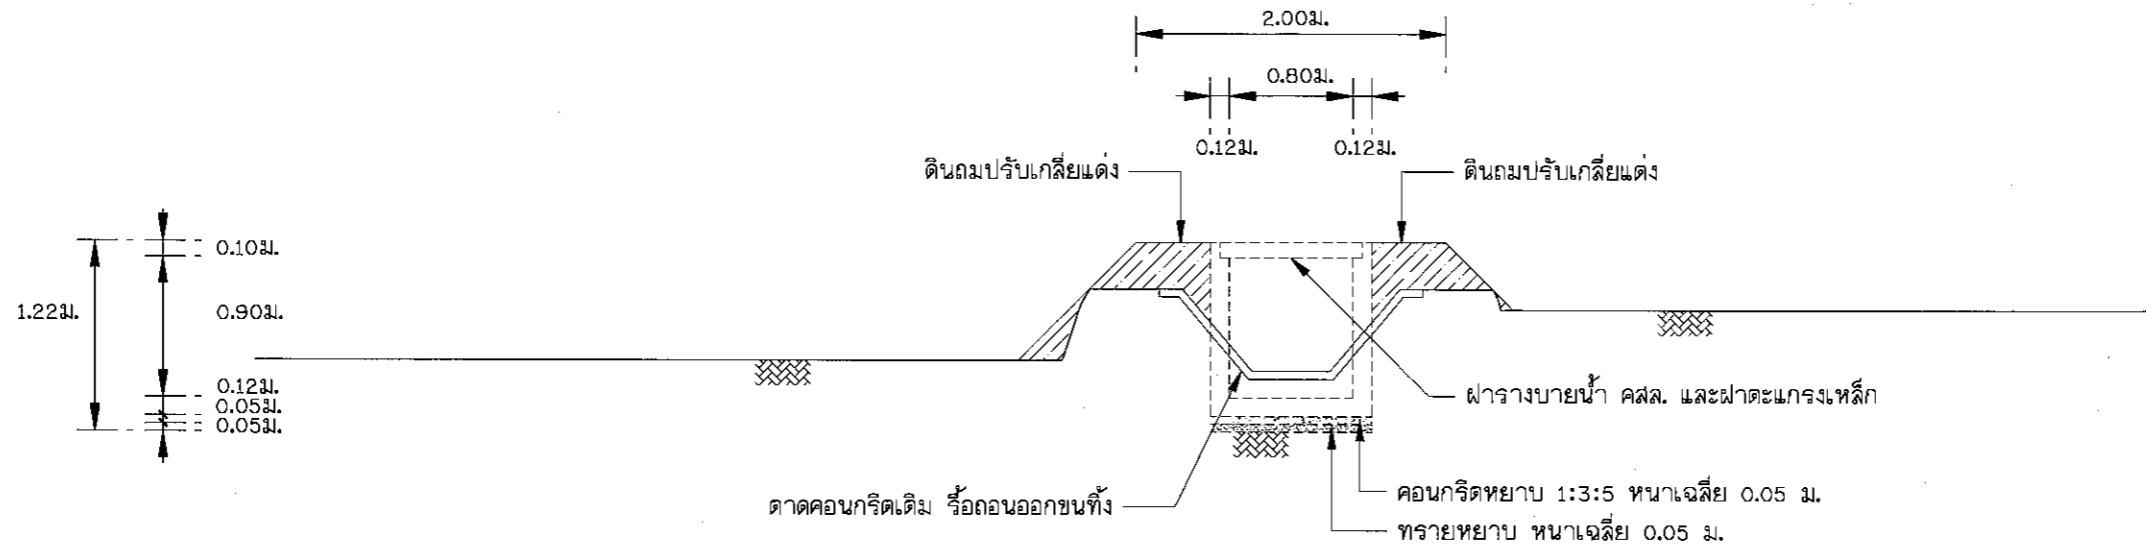 2.00ม.
0.80ม.
0.12ม. 0.12ม.
ดินถมปรับเกลี่ยแต่ง ดินถมปรับเกลี่ยแต่ง
0.10ม.
1.22ม. 0.90ม.
0.12ม.
0.05ม.
0.05ม.
ฝารางบายน้ำ คสล. และฝาตะแกรงเหล็ก
คอนกรีตหยาบ 1:3:5 หนาเฉลี่ย 0.05 ม.
ดาดคอนกรีตเดิม รื้อถอนออกขนทิ้ง
ทรายหยาบ หนาเฉลี่ย 0.05 ม.